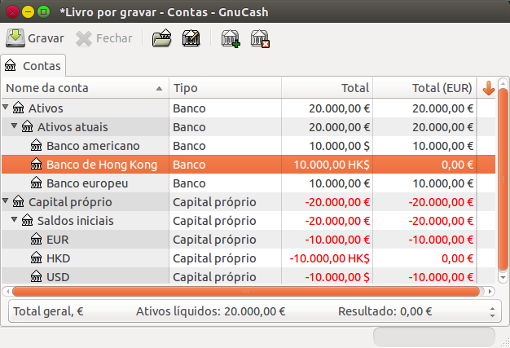 *Livro por gravar - Contas - GnuCash
Gravar Fechar
Contas
Nome da conta Tipo Total Total (EUR)
Ativos Banco 20.000,00 € 20.000,00 €
Ativos atuais Banco 20.000,00 € 20.000,00 €
Banco americano Banco 10.000,00 $ 10.000,00 €
Banco de Hong Kong Banco 10.000,00 HK$ 0,00 €
Banco europeu Banco 10.000,00 € 10.000,00 €
Capital próprio Capital próprio -20.000,00 € -20.000,00 €
Saldos iniciais Capital próprio -20.000,00 € -20.000,00 €
EUR Capital próprio -10.000,00 € -10.000,00 €
HKD Capital próprio -10.000,00 HK$ 0,00 €
USD Capital próprio -10.000,00 $ -10.000,00 €
Total geral, € Ativos líquidos: 20.000,00 € Resultado: 0,00 €